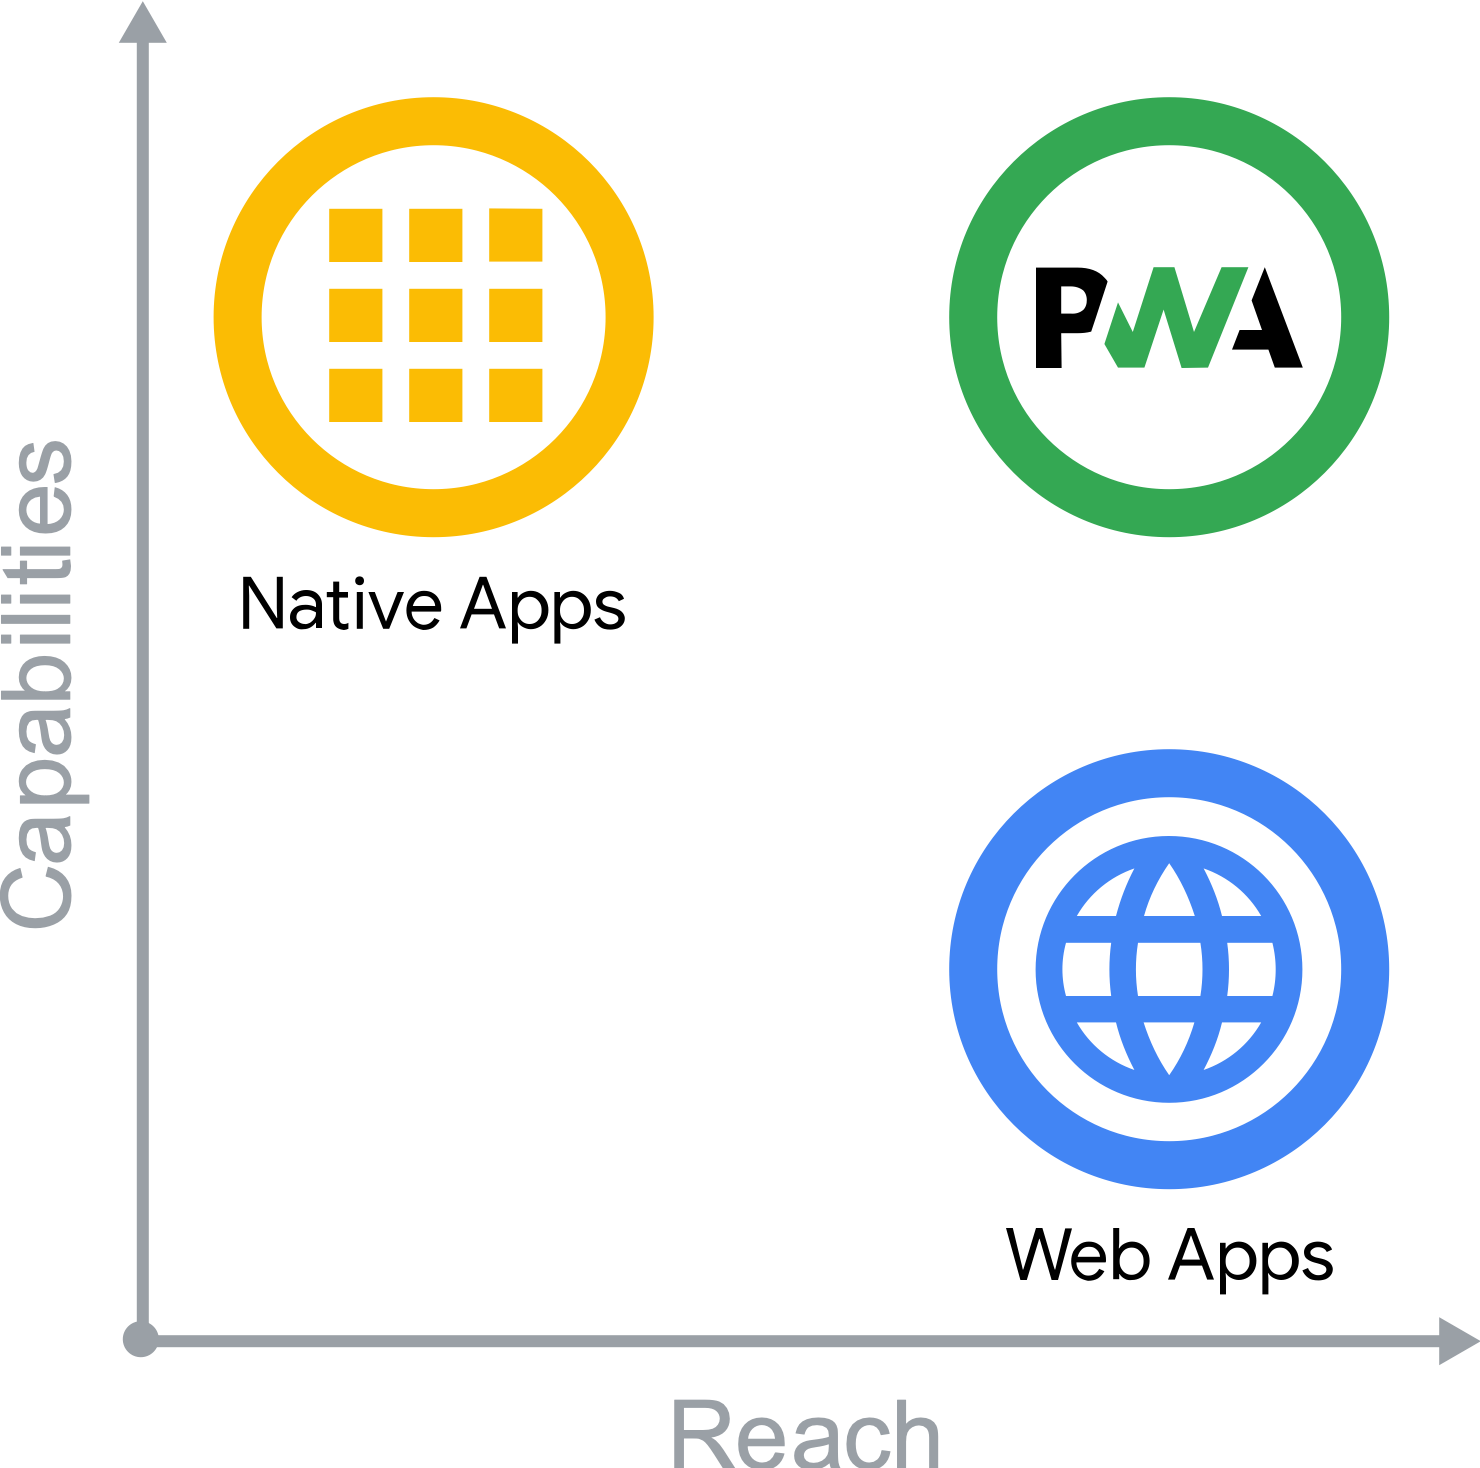 PWA
Native Apps
Capabilities
Web Apps
Reach